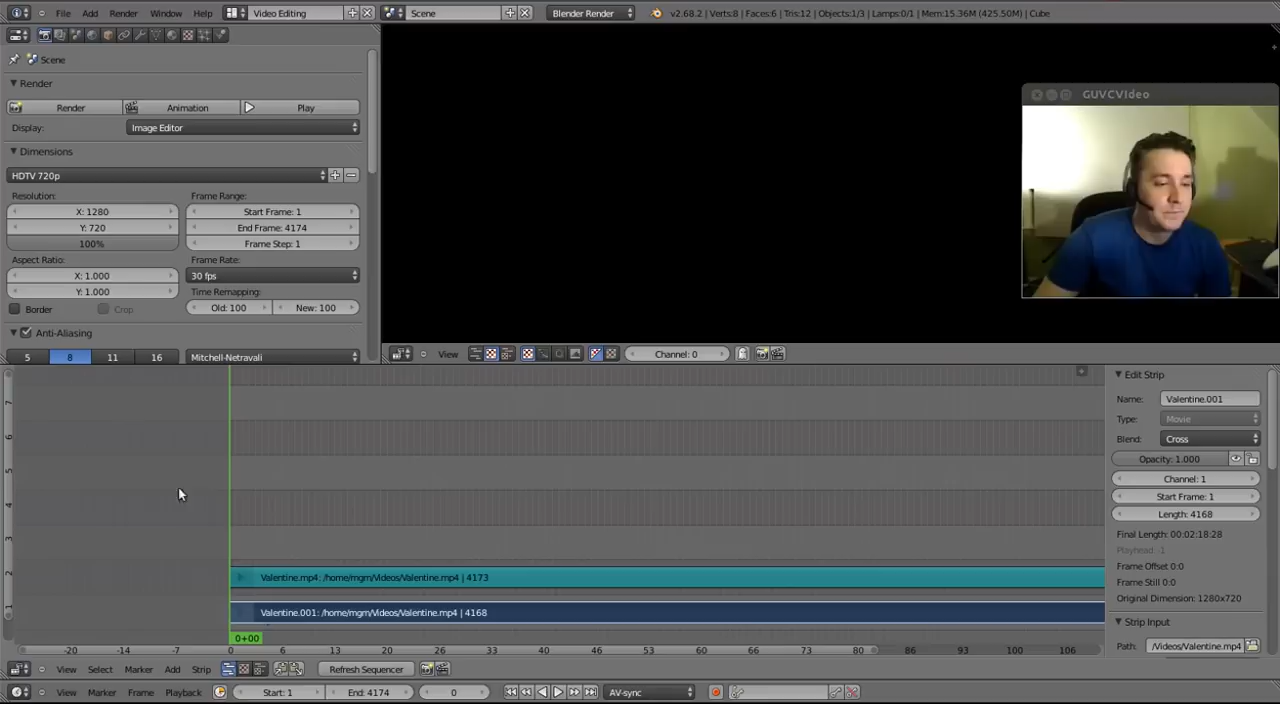 File Add Render Window Help Video Editing Scene Blender Render v2.68.2 | Verts:8 | Faces:6 | Tris:12 | Objects:1/3 | Lamps:0/1 | Mem:15.36M (425.50M) | Cube
Scene
Render
Render Animation Play
Display: Image Editor
Dimensions
HDTV 720p
Resolution: Frame Range:
X: 1280 Start Frame: 1
Y: 720 End Frame: 4174
100% Frame Step: 1
Aspect Ratio: Frame Rate:
X: 1.000 30 fps
Y: 1.000 Time Remapping:
Border Crop Old: 100 New: 100
Anti-Aliasing
5 8 11 16 Mitchell-Netravali
GUVCVideo
View Channel: 0
7
6
5
4
3
2
1
Valentine.mp4: /home/mgm/Videos/Valentine.mp4 | 4173
Valentine.001: /home/mgm/Videos/Valentine.mp4 | 4168
0+00
-20 -14 -7 0 6 13 20 26 33 40 46 53 60 66 73 80 86 93 100 106
Edit Strip
Name: Valentine.001
Type: Movie
Blend: Cross
Opacity: 1.000
Channel: 1
Start Frame: 1
Length: 4168
Final Length: 00:02:18:28
Playhead: -1
Frame Offset 0:0
Frame Still 0:0
Original Dimension: 1280x720
Strip Input
Path: /Videos/Valentine.mp4
View Select Marker Add Strip Refresh Sequencer
View Marker Frame Playback Start: 1 End: 4174 0 AV-sync